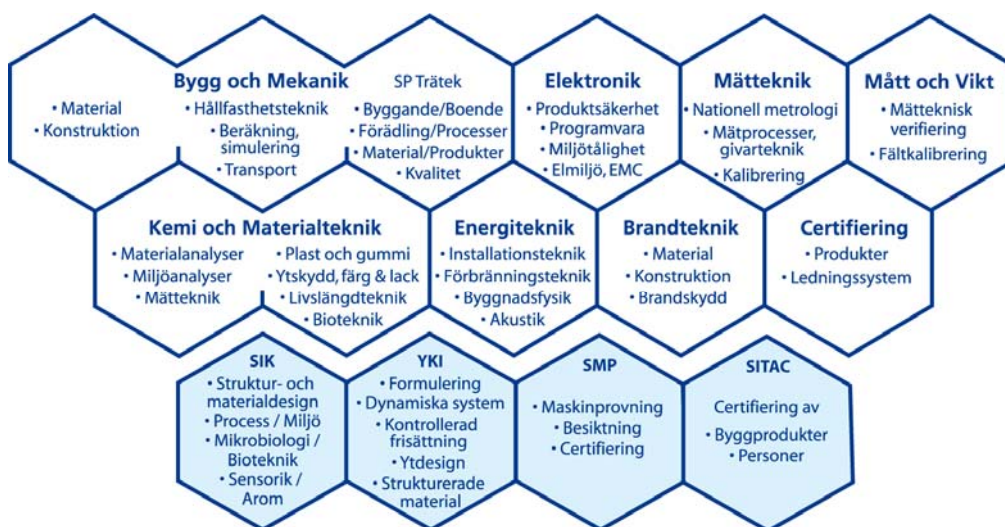 Bygg och Mekanik
• Material
• Konstruktion
• Hållfasthetsteknik
• Beräkning,
simulering
• Transport
SP Trätek
• Byggande/Boende
• Förädling/Processer
• Material/Produkter
• Kvalitet
Elektronik
• Produktsäkerhet
• Programvara
• Miljötålighet
• Elmiljö, EMC
Mätteknik
• Nationell metrologi
• Mätprocesser,
givarteknik
• Kalibrering
Mått och Vikt
• Mätteknisk
verifiering
• Fältkalibrering
Kemi och Materialteknik
• Materialanalyser
• Miljöanalyser
• Mätteknik
• Plast och gummi
• Ytskydd, färg & lack
• Livslängdteknik
• Bioteknik
Energiteknik
• Installationsteknik
• Förbränningsteknik
• Byggnadsfysik
• Akustik
Brandteknik
• Material
• Konstruktion
• Brandskydd
Certifiering
• Produkter
• Ledningssystem
SIK
• Struktur- och
materialdesign
• Process / Miljö
• Mikrobiologi /
Bioteknik
• Sensorik /
Arom
YKI
• Formulering
• Dynamiska system
• Kontrollerad
frisättning
• Ytdesign
• Strukturerade
material
SMP
• Maskinprovning
• Besiktning
• Certifiering
SITAC
Certifiering av
• Byggprodukter
• Personer